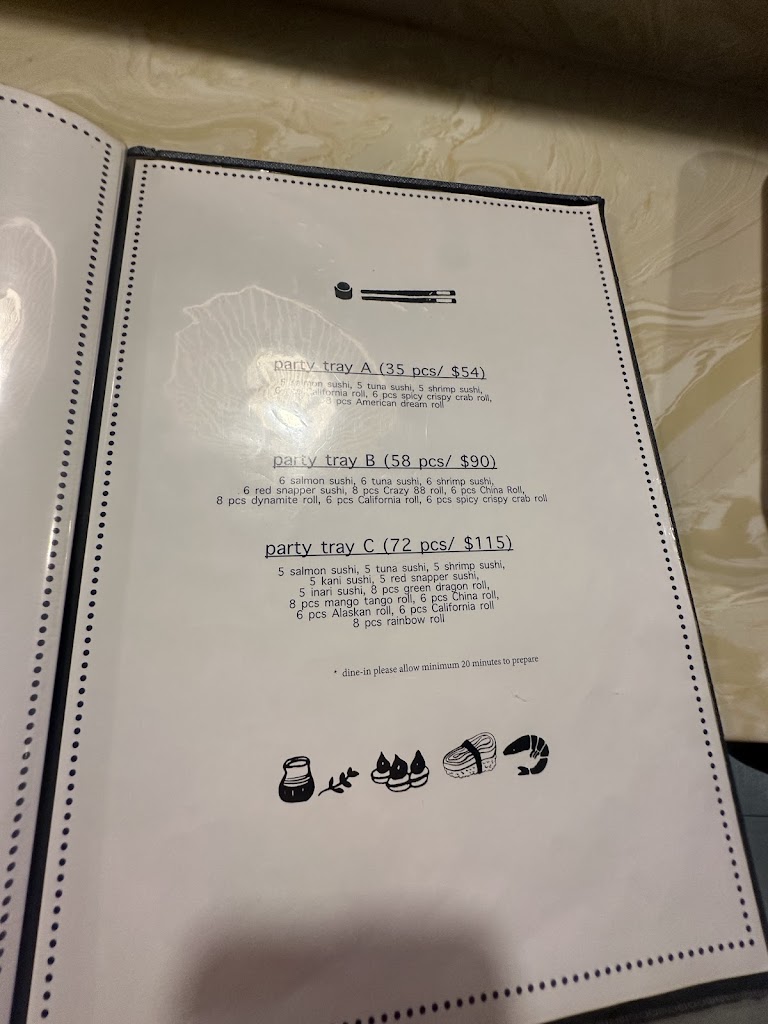 party tray A (35 pcs/ $54)
5 salmon sushi, 5 tuna sushi, 5 shrimp sushi,
California roll, 6 pcs spicy crispy crab roll,
8 pcs American dream roll
party tray B (58 pcs/ $90)
6 salmon sushi, 6 tuna sushi, 6 shrimp sushi,
6 red snapper sushi, 8 pcs Crazy 88 roll, 6 pcs China Roll,
8 pcs dynamite roll, 6 pcs California roll, 6 pcs spicy crispy crab roll
party tray C (72 pcs/ $115)
5 salmon sushi, 5 tuna sushi, 5 shrimp sushi,
5 kani sushi, 5 red snapper sushi,
5 inari sushi, 8 pcs green dragon roll,
8 pcs mango tango roll, 6 pcs China roll,
6 pcs Alaskan roll, 6 pcs California roll
8 pcs rainbow roll
* dine-in please allow minimum 20 minutes to prepare